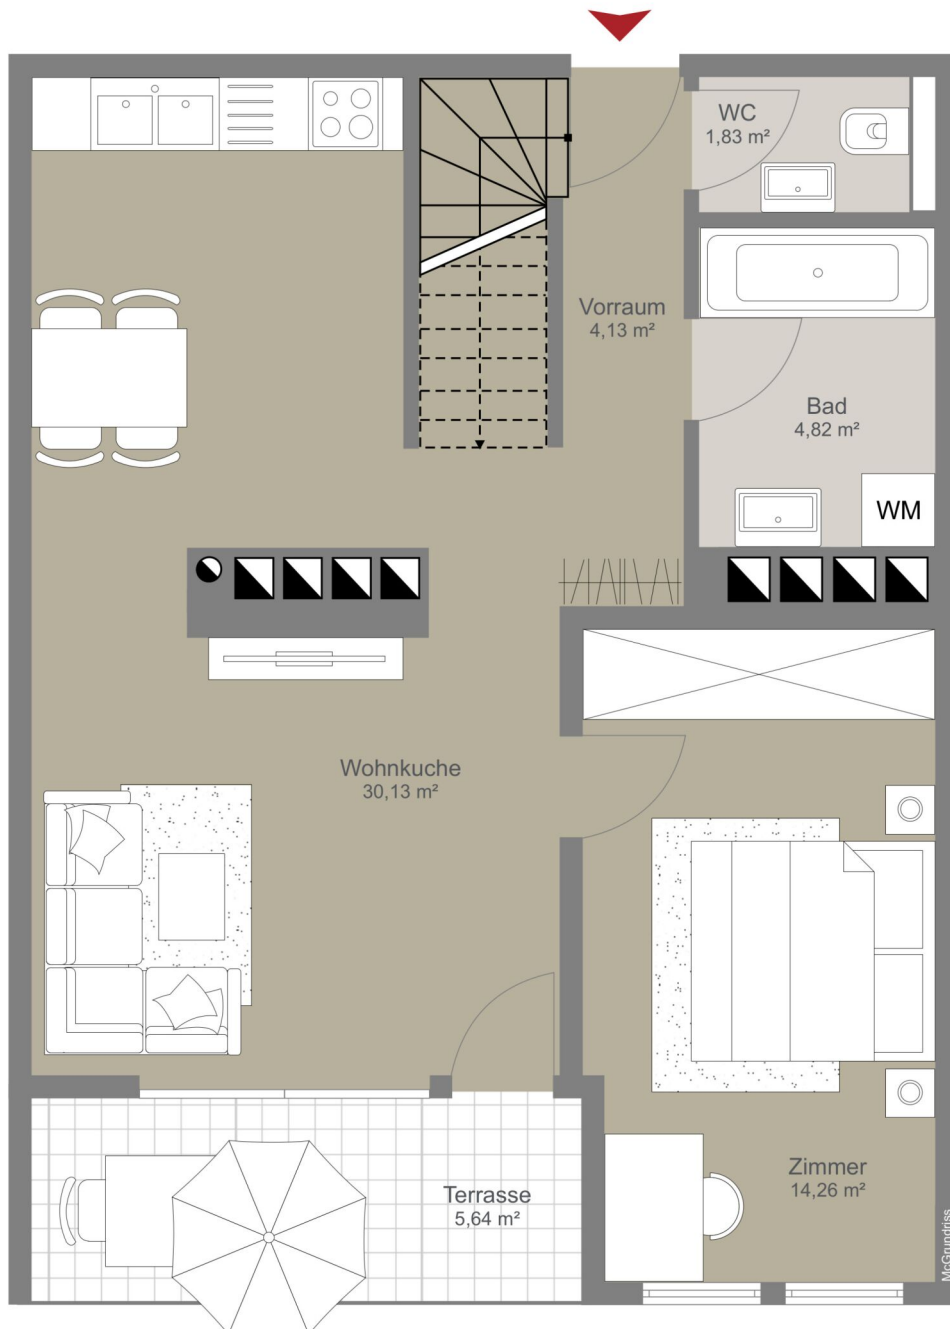 WC
1,83 m²
Vorraum
4,13 m²
Bad
4,82 m²
WM
Wohnkuche
30,13 m²
Zimmer
14,26 m²
Terrasse
5,64 m²
McGrundriss